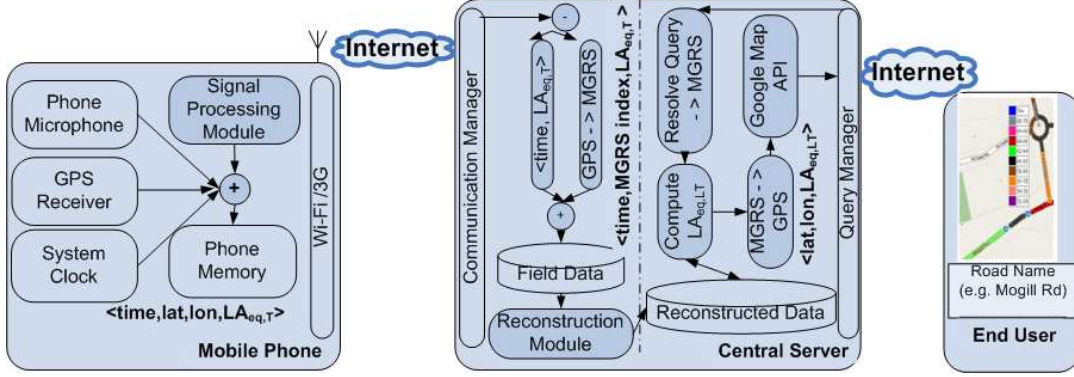 Phone
Microphone
GPS
Receiver
System
Clock
Signal
Processing
Module
+
Phone
Memory
<time,lat,lon,LAeq,T>
Mobile Phone
Wi-Fi /3G
Internet
Communication Manager
-
<time, LAeq,T>
GPS -> MGRS
+
Field Data
Reconstruction
Module
<time,MGRS index,LAeq,T>
Resolve Query
-> MGRS
Compute
LAeq,LT
MGRS ->
GPS
Google Map
API
<lat,lon,LAeq,LT>
Reconstructed Data
Central Server
Query Manager
Internet
Road Name
(e.g. Mogill Rd)
End User